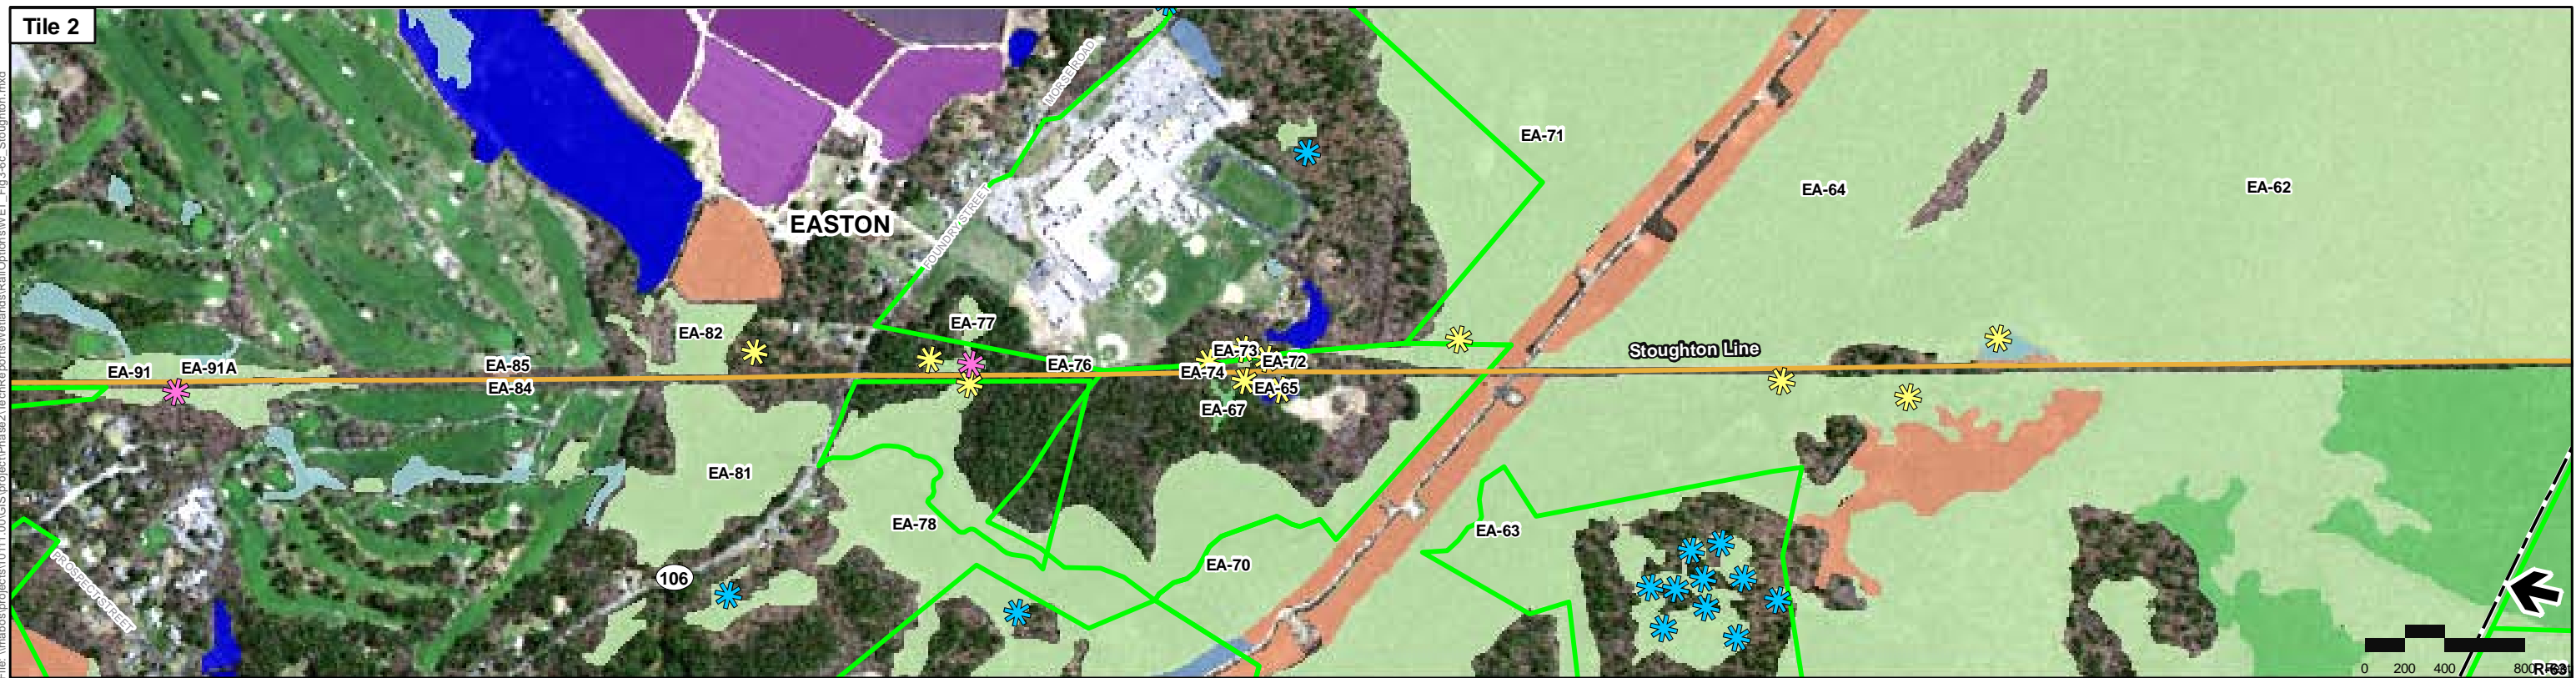 Tile 2
MORSE ROAD
FOUNDRY STREET
EASTON
EA-71
EA-64
EA-62
EA-82
EA-77
EA-91
EA-91A
EA-85
EA-84
EA-76
EA-73
EA-72
EA-74
EA-65
EA-67
Stoughton Line
EA-81
EA-78
EA-70
EA-63
106
PROSPECT STREET
0 200 400 800
R-63